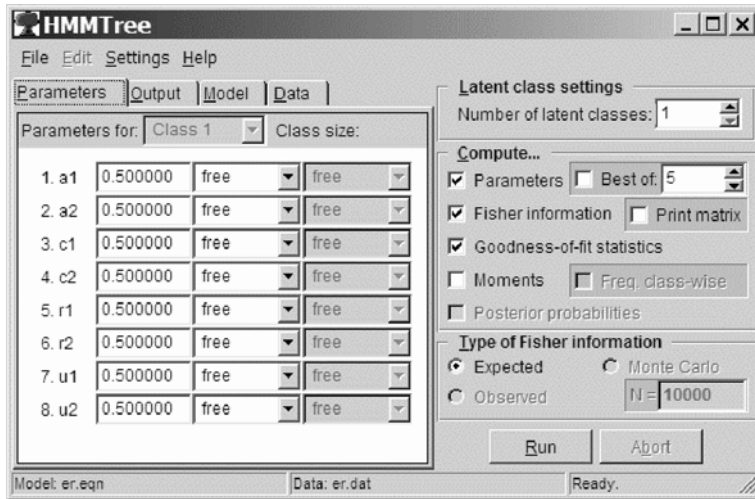 HMMTree
File Edit Settings Help
Parameters Output Model Data
Parameters for: Class 1 Class size:
1. a1 0.500000 free free
2. a2 0.500000 free free
3. c1 0.500000 free free
4. c2 0.500000 free free
5. r1 0.500000 free free
6. r2 0.500000 free free
7. u1 0.500000 free free
8. u2 0.500000 free free
Latent class settings
Number of latent classes: 1
Compute...
Parameters Best of: 5
Fisher information Print matrix
Goodness-of-fit statistics
Moments Freq. class-wise
Posterior probabilities
Type of Fisher information
Expected Monte Carlo
Observed N = 10000
Run Abort
Model: er.eqn Data: er.dat Ready.